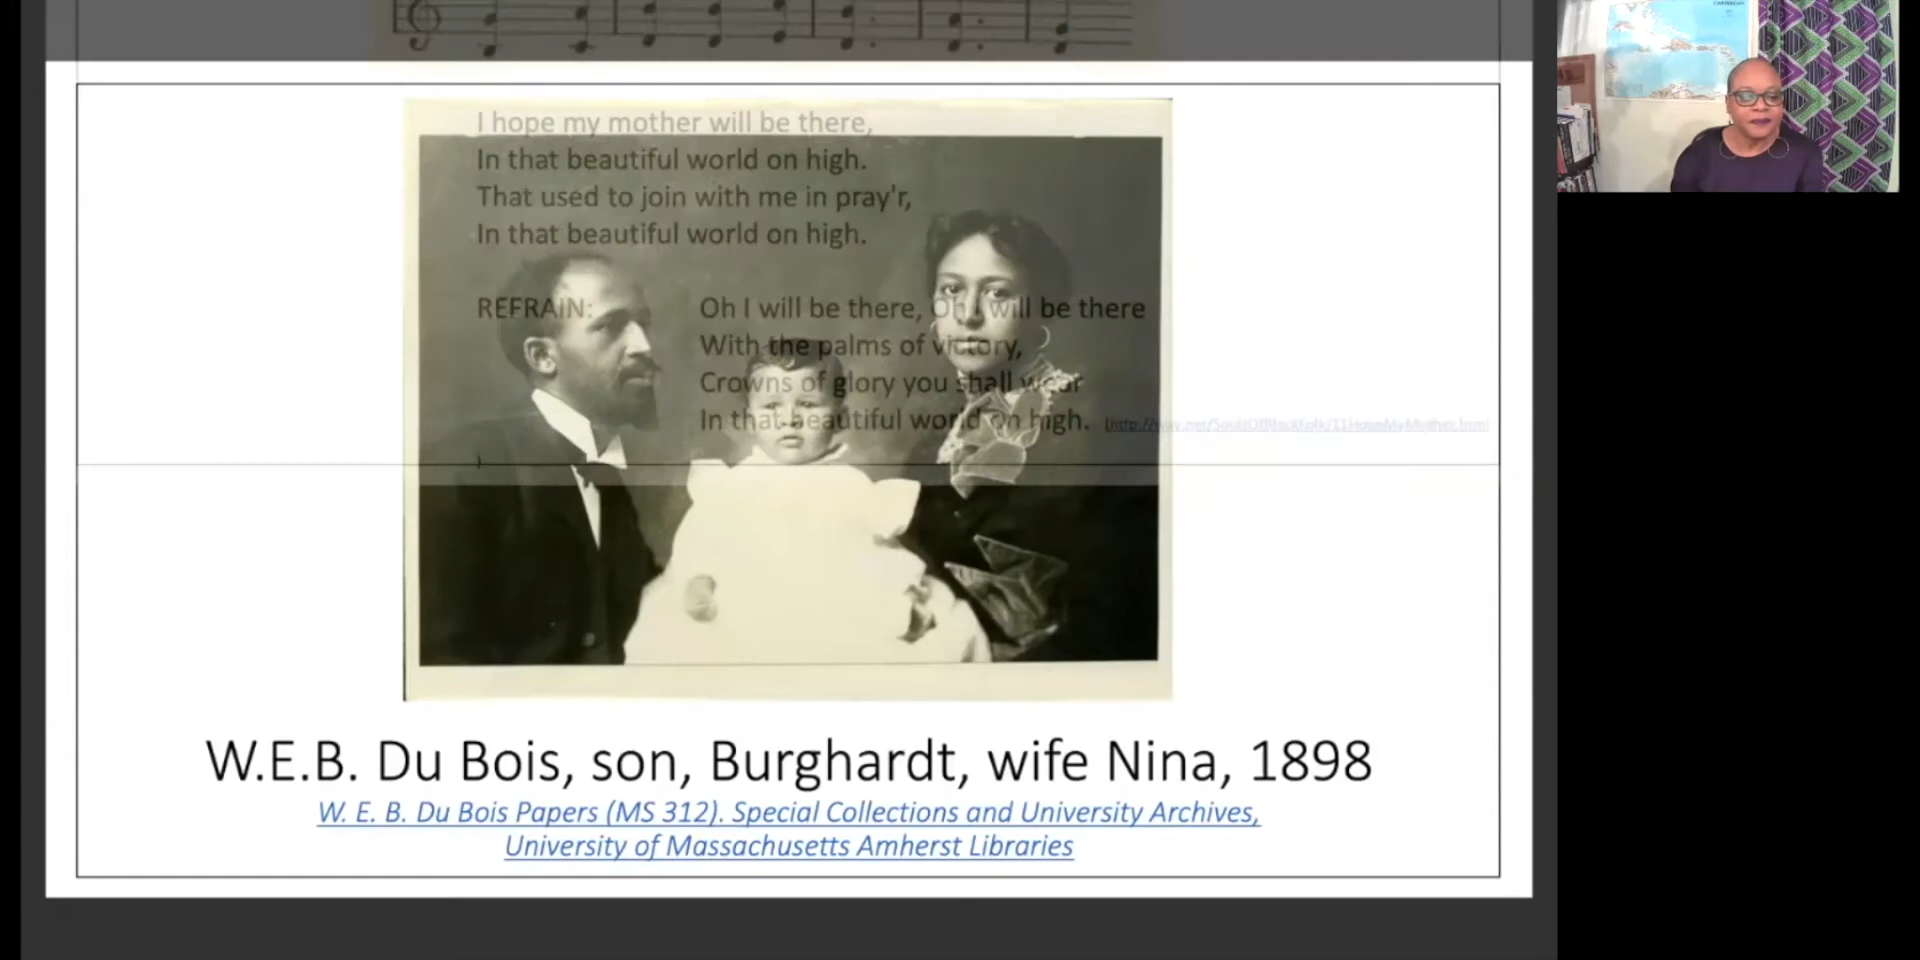 CARIBBEAN
I hope my mother will be there,
In that beautiful world on high.
That used to join with me in pray'r,
In that beautiful world on high.
REFRAIN: Oh I will be there, Oh I will be there
With the palms of victory,
Crowns of glory you shall wear
In that beautiful world on high.
)
W.E.B. Du Bois, son, Burghardt, wife Nina, 1898
W. E. B. Du Bois Papers (MS 312). Special Collections and University Archives,
University of Massachusetts Amherst Libraries